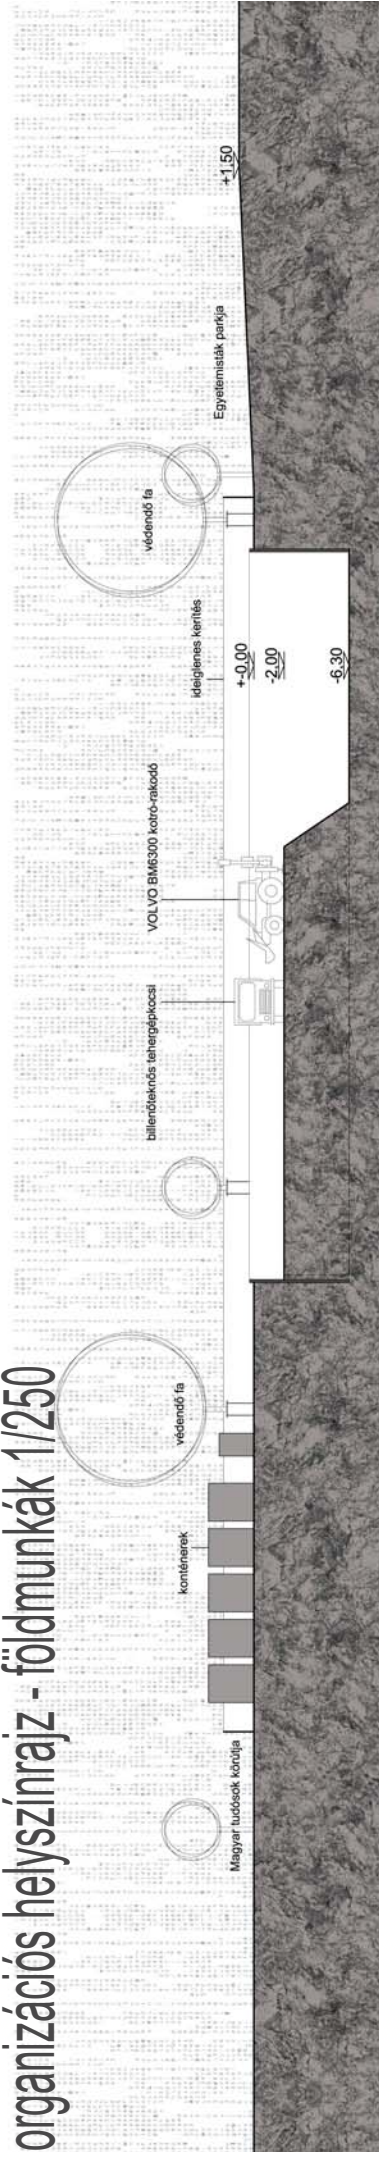 organizációs helyszínrajz - földmunkák 1/250
Magyar tudósok körútja
konténerek
védendő fa
billenőteknős tehergépkocsi
VOLVO BM6300 kotró-rakodó
ideiglenes kerítés
+-0,00
-2,00
-6,30
védendő fa
Egyetemisták parkja
+1,50